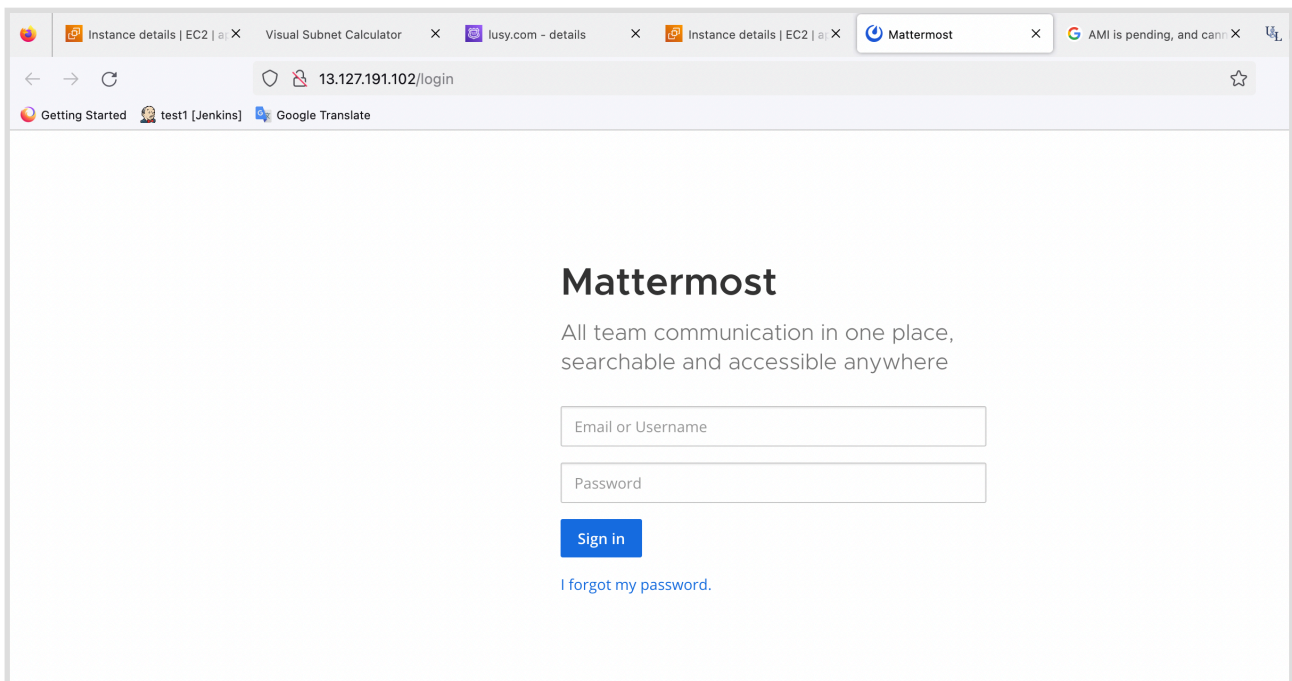 Instance details | EC2 | ap
Visual Subnet Calculator
lusy.com - details
Instance details | EC2 | ap
Mattermost
AMI is pending, and cann
13.127.191.102/login
Getting Started
test1 [Jenkins]
Google Translate
Mattermost
All team communication in one place,
searchable and accessible anywhere
Email or Username
Password
Sign in
I forgot my password.